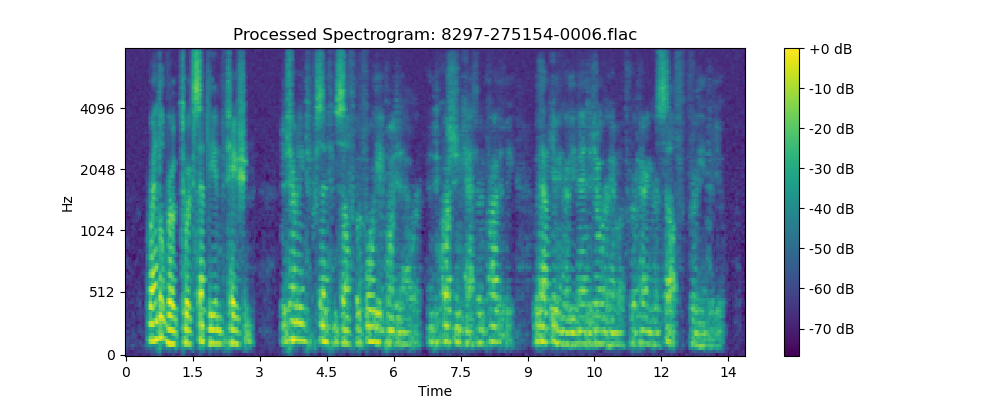 Processed Spectrogram: 8297-275154-0006.flac
Hz
4096
2048
1024
512
0
0 1.5 3 4.5 6 7.5 9 10 12 14
Time
+0 dB
-10 dB
-20 dB
-30 dB
-40 dB
-50 dB
-60 dB
-70 dB